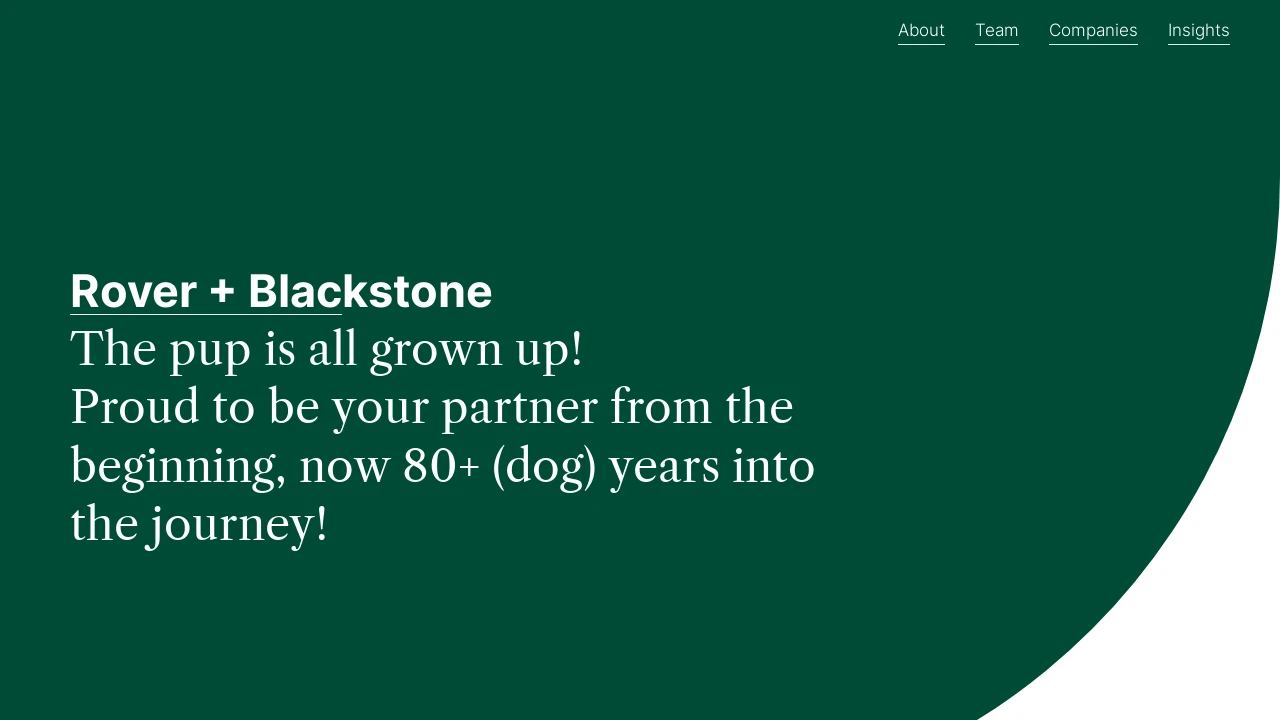 About Team Companies Insights
Rover + Blackstone
The pup is all grown up!
Proud to be your partner from the
beginning, now 80+ (dog) years into
the journey!